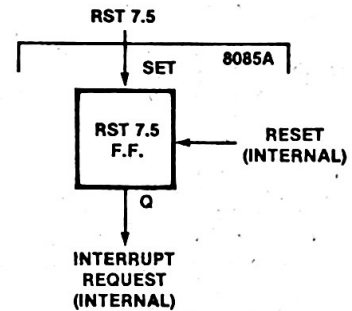 RST 7.5
8085A
SET
RST 7.5
F.F.
RESET
(INTERNAL)
Q
INTERRUPT
REQUEST
(INTERNAL)